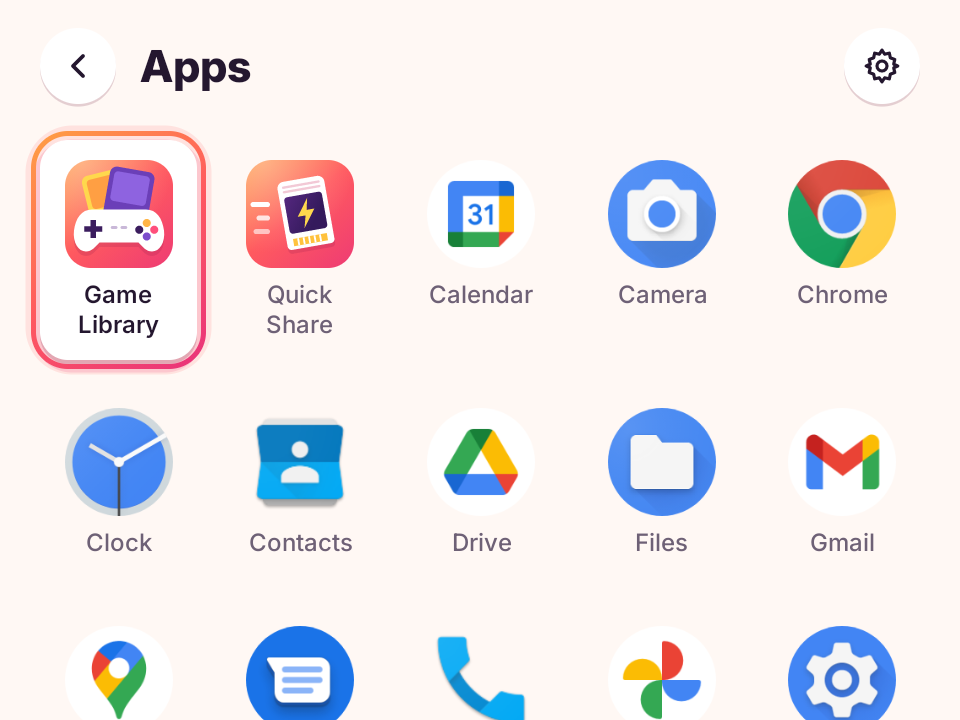 Apps
Game
Library
Quick
Share
31
Calendar
Camera
Chrome
Clock
Contacts
Drive
Files
Gmail